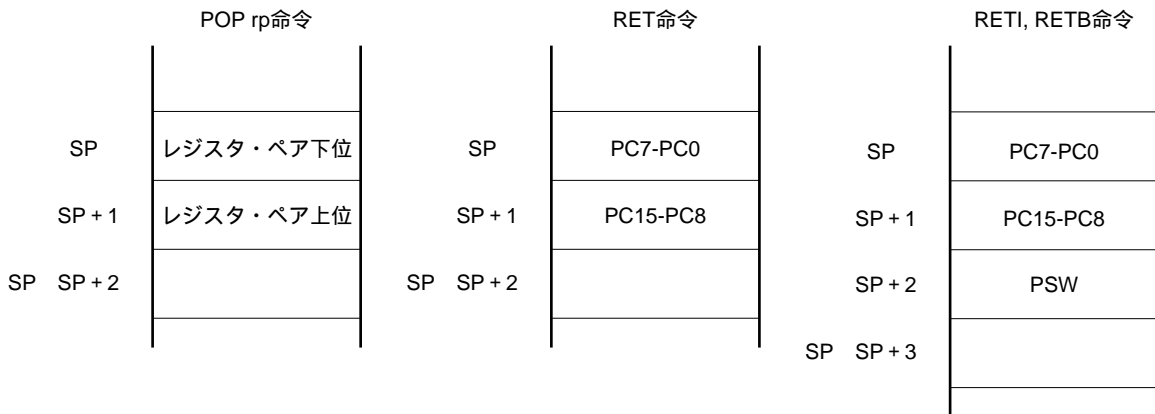 POP rp命令
SP
レジスタ・ペア下位
SP + 1
レジスタ・ペア上位
SP SP + 2
RET命令
SP
PC7-PC0
SP + 1
PC15-PC8
SP SP + 2
RETI, RETB命令
SP
PC7-PC0
SP + 1
PC15-PC8
SP + 2
PSW
SP SP + 3